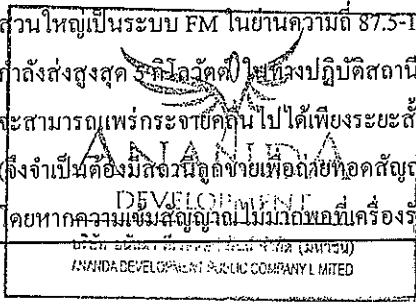 ส่วนใหญ่เป็นระบบ FM ในย่านความถี่ 87.5-1
กำลังส่งสูงสุด 5 กิโลวัตต์) ในทางปฏิบัติสถานี
จะสามารถแพร่กระจายคลื่นไปได้เพียงระยะสั้
(จึงจำเป็นต้องมีสถานีลูกข่ายเพื่อถ่ายทอดสัญญ
ANANDA
DEVELOPMENT
โดยหากความเข้มสัญญาณไม่มากพอที่เครื่องรั
(มหาชน)
ANANDA DEVELOPMENT PUBLIC COMPANY LIMITED